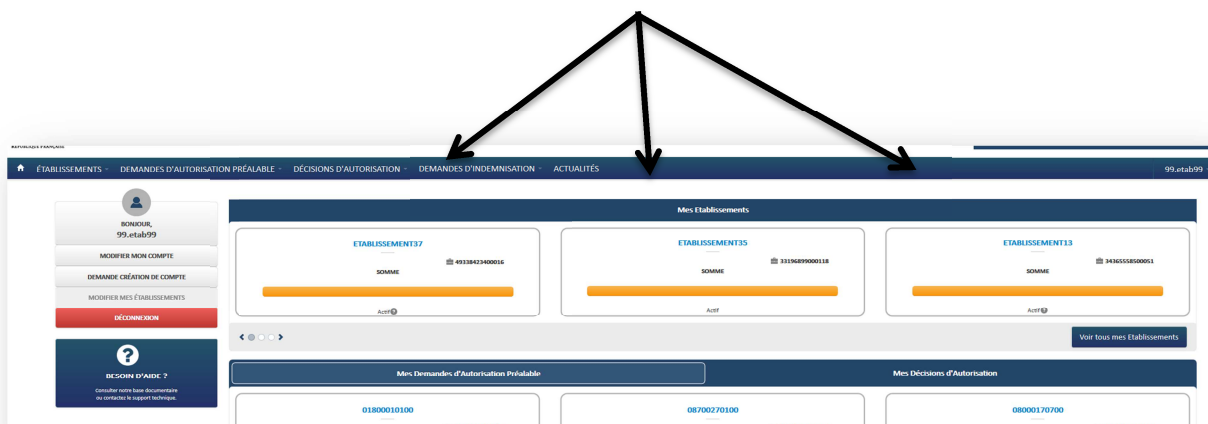 RÉPUBLIQUE FRANÇAISE
ÉTABLISSEMENTS DEMANDES D'AUTORISATION PRÉALABLE DÉCISIONS D'AUTORISATION DEMANDES D'INDEMNISATION ACTUALITÉS 99.etab99
BONJOUR,
99.etab99
MODIFIER MON COMPTE
DEMANDE CRÉATION DE COMPTE
MODIFIER MES ÉTABLISSEMENTS
DÉCONNEXION
?
BESOIN D'AIDE ?
Consulter notre base documentaire
ou contactez le support technique.
Mes Etablissements
ETABLISSEMENT37
49338423400016
SOMME
Actif ?
ETABLISSEMENT35
33196899000118
SOMME
Actif
ETABLISSEMENT13
34365558500051
SOMME
Actif ?
Voir tous mes Etablissements
Mes Demandes d'Autorisation Préalable
Mes Décisions d'Autorisation
01800010100
08700270100
08000170700